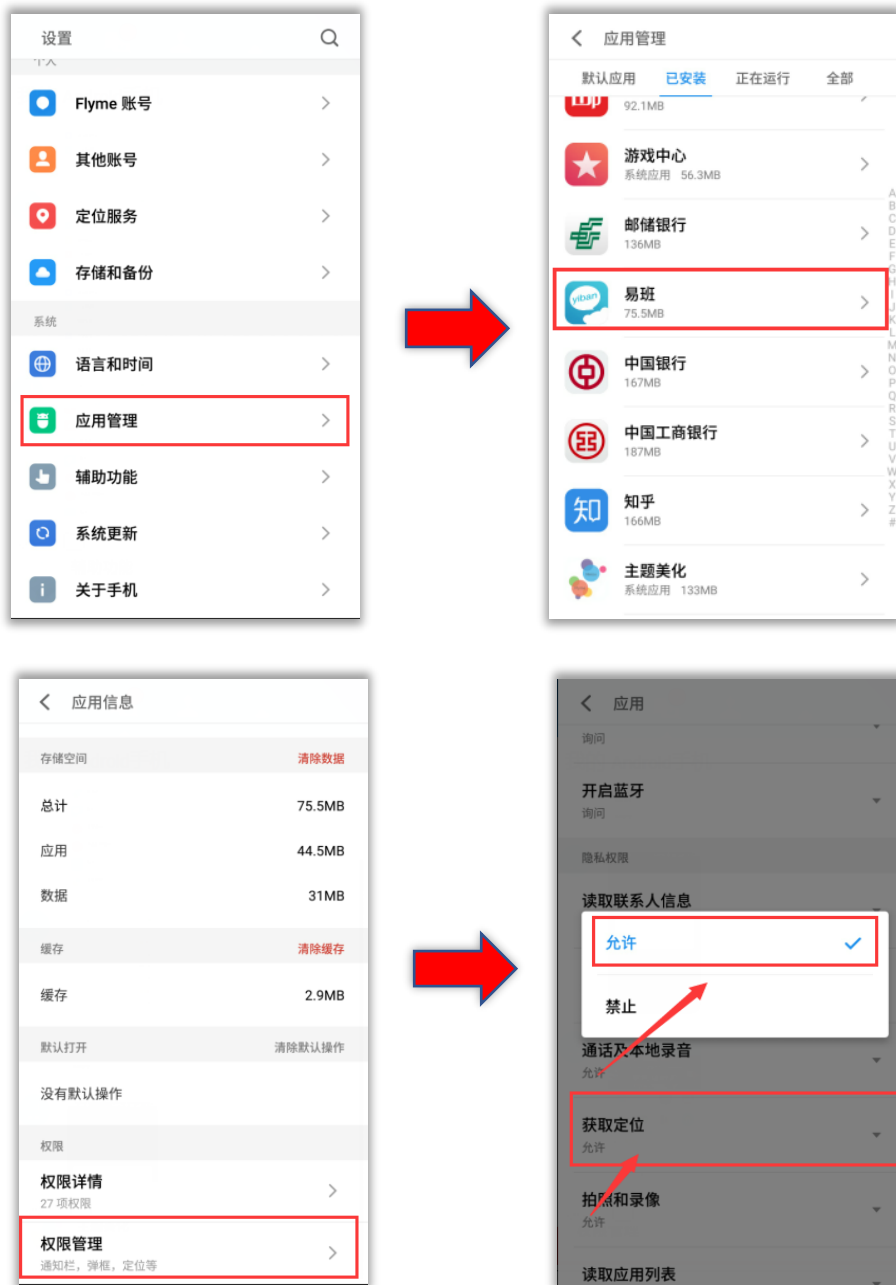 设置
个人
Flyme 账号
其他账号
定位服务
存储和备份
系统
语言和时间
应用管理
辅助功能
系统更新
关于手机
应用管理
默认应用 已安装 正在运行 全部
92.1MB
游戏中心
系统应用 56.3MB
邮储银行
136MB
yiban
易班
75.5MB
中国银行
167MB
中国工商银行
187MB
知
知乎
166MB
主题美化
系统应用 133MB
A
B
C
D
E
F
G
H
I
J
K
L
M
N
O
P
Q
R
S
T
U
V
W
X
Y
Z
#
应用信息
存储空间 清除数据
总计 75.5MB
应用 44.5MB
数据 31MB
缓存 清除缓存
缓存 2.9MB
默认打开 清除默认操作
没有默认操作
权限
权限详情
27 项权限
权限管理
通知栏，弹框，定位等
应用
询问
开启蓝牙
询问
隐私权限
读取联系人信息
允许
禁止
通话及本地录音
允许
获取定位
允许
拍照和录像
允许
读取应用列表